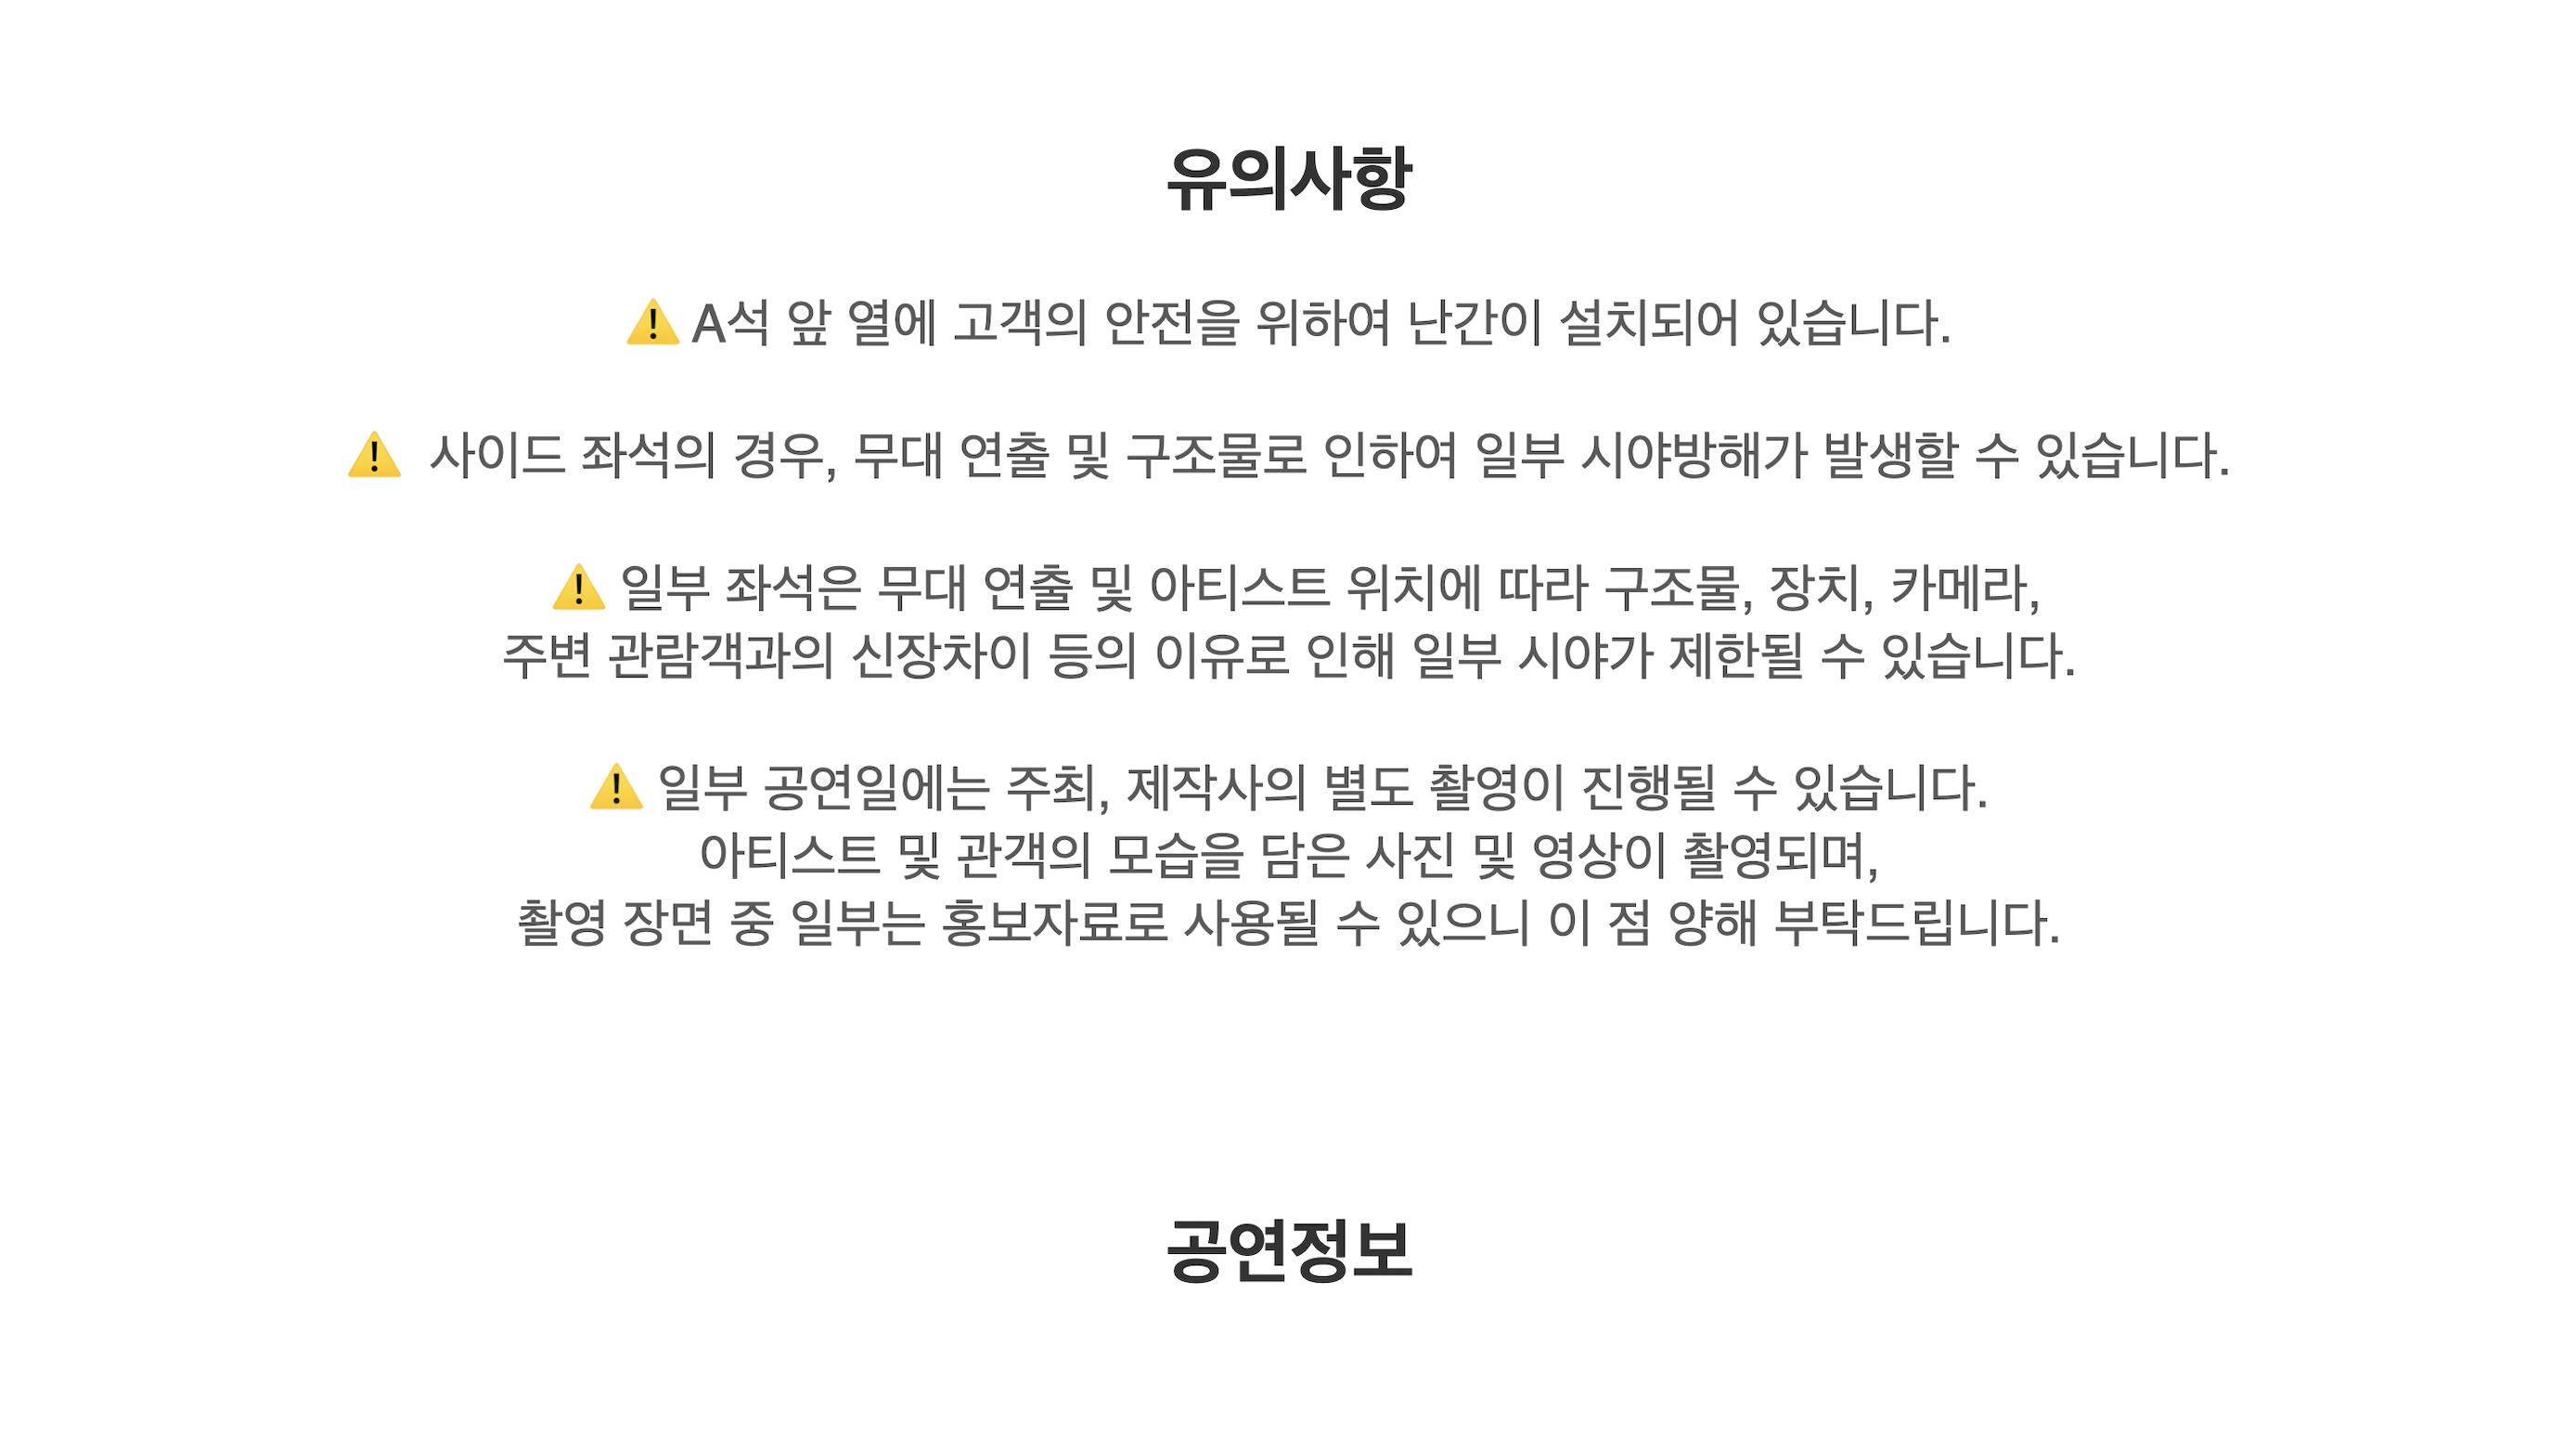 유의사항
⚠️ A석 앞 열에 고객의 안전을 위하여 난간이 설치되어 있습니다.
⚠️ 사이드 좌석의 경우, 무대 연출 및 구조물로 인하여 일부 시야방해가 발생할 수 있습니다.
⚠️ 일부 좌석은 무대 연출 및 아티스트 위치에 따라 구조물, 장치, 카메라,
주변 관람객과의 신장차이 등의 이유로 인해 일부 시야가 제한될 수 있습니다.
⚠️ 일부 공연일에는 주최, 제작사의 별도 촬영이 진행될 수 있습니다.
아티스트 및 관객의 모습을 담은 사진 및 영상이 촬영되며,
촬영 장면 중 일부는 홍보자료로 사용될 수 있으니 이 점 양해 부탁드립니다.
공연정보